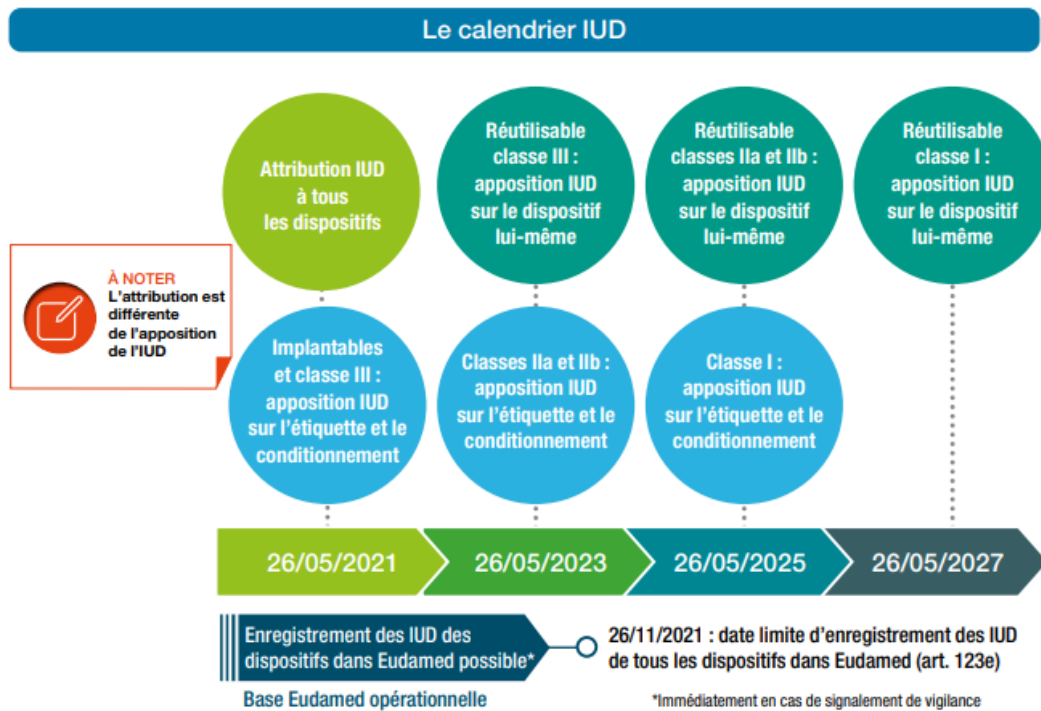 Le calendrier IUD
Attribution IUD
à tous
les dispositifs
Réutilisable
classe III :
apposition IUD
sur le dispositif
lui-même
Réutilisable
classes IIa et IIb :
apposition IUD
sur le dispositif
lui-même
Réutilisable
classe I :
apposition IUD
sur le dispositif
lui-même
À NOTER
L'attribution est
différente
de l'apposition
de l'IUD
Implantables
et classe III :
apposition IUD
sur l'étiquette et le
conditionnement
Classes IIa et IIb :
apposition IUD
sur l'étiquette et le
conditionnement
Classe I :
apposition IUD
sur l'étiquette et le
conditionnement
26/05/2021
26/05/2023
26/05/2025
26/05/2027
Enregistrement des IUD des
dispositifs dans Eudamed possible*
Base Eudamed opérationnelle
26/11/2021 : date limite d'enregistrement des IUD
de tous les dispositifs dans Eudamed (art. 123e)
*Immédiatement en cas de signalement de vigilance